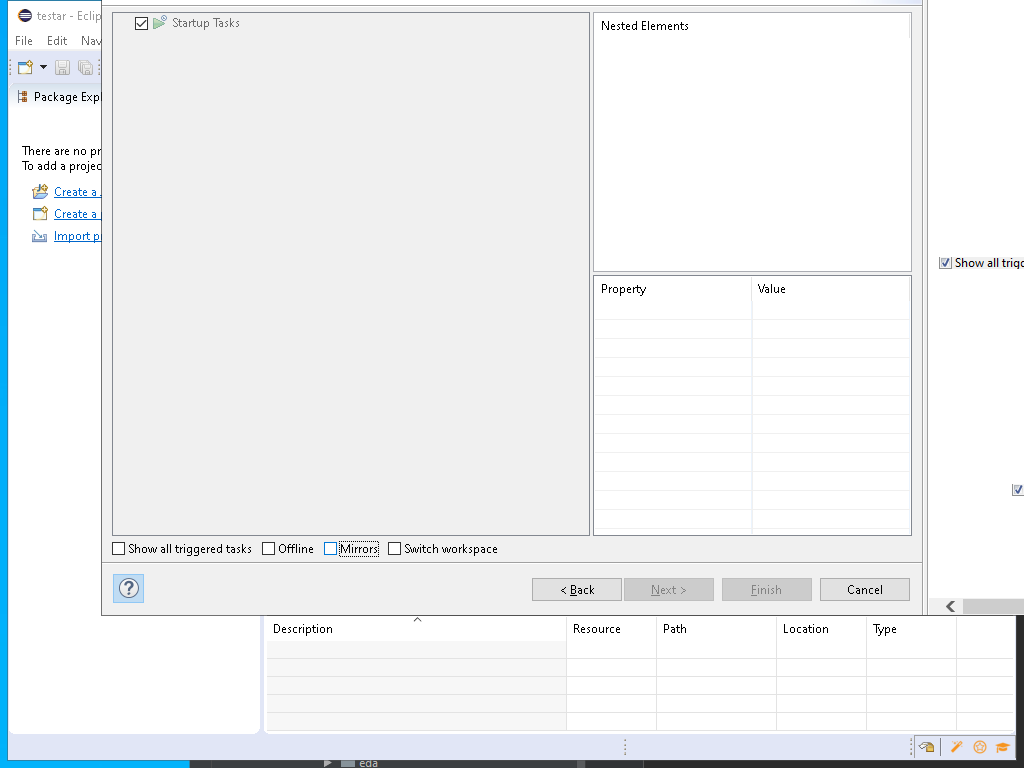 testar - Eclip
File Edit Nav
Package Expl
There are no pr
To add a projec
Create a
Create a
Import p
Startup Tasks
Nested Elements
Property Value
Show all trigg
Show all triggered tasks Offline Mirrors Switch workspace
? < Back Next > Finish Cancel
Description Resource Path Location Type
eda